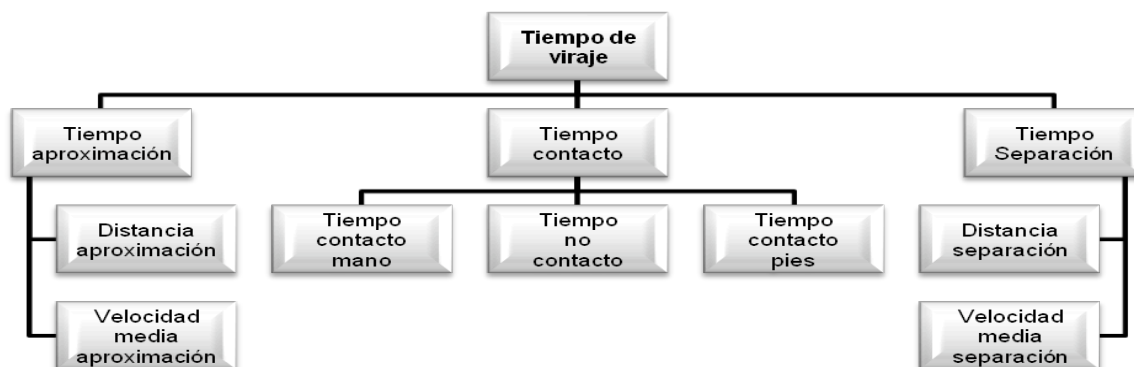 Tiempo de
viraje
Tiempo
aproximación
Tiempo
contacto
Tiempo
Separación
Distancia
aproximación
Tiempo
contacto
mano
Tiempo
no
contacto
Tiempo
contacto
pies
Distancia
separación
Velocidad
media
aproximación
Velocidad
media
separación